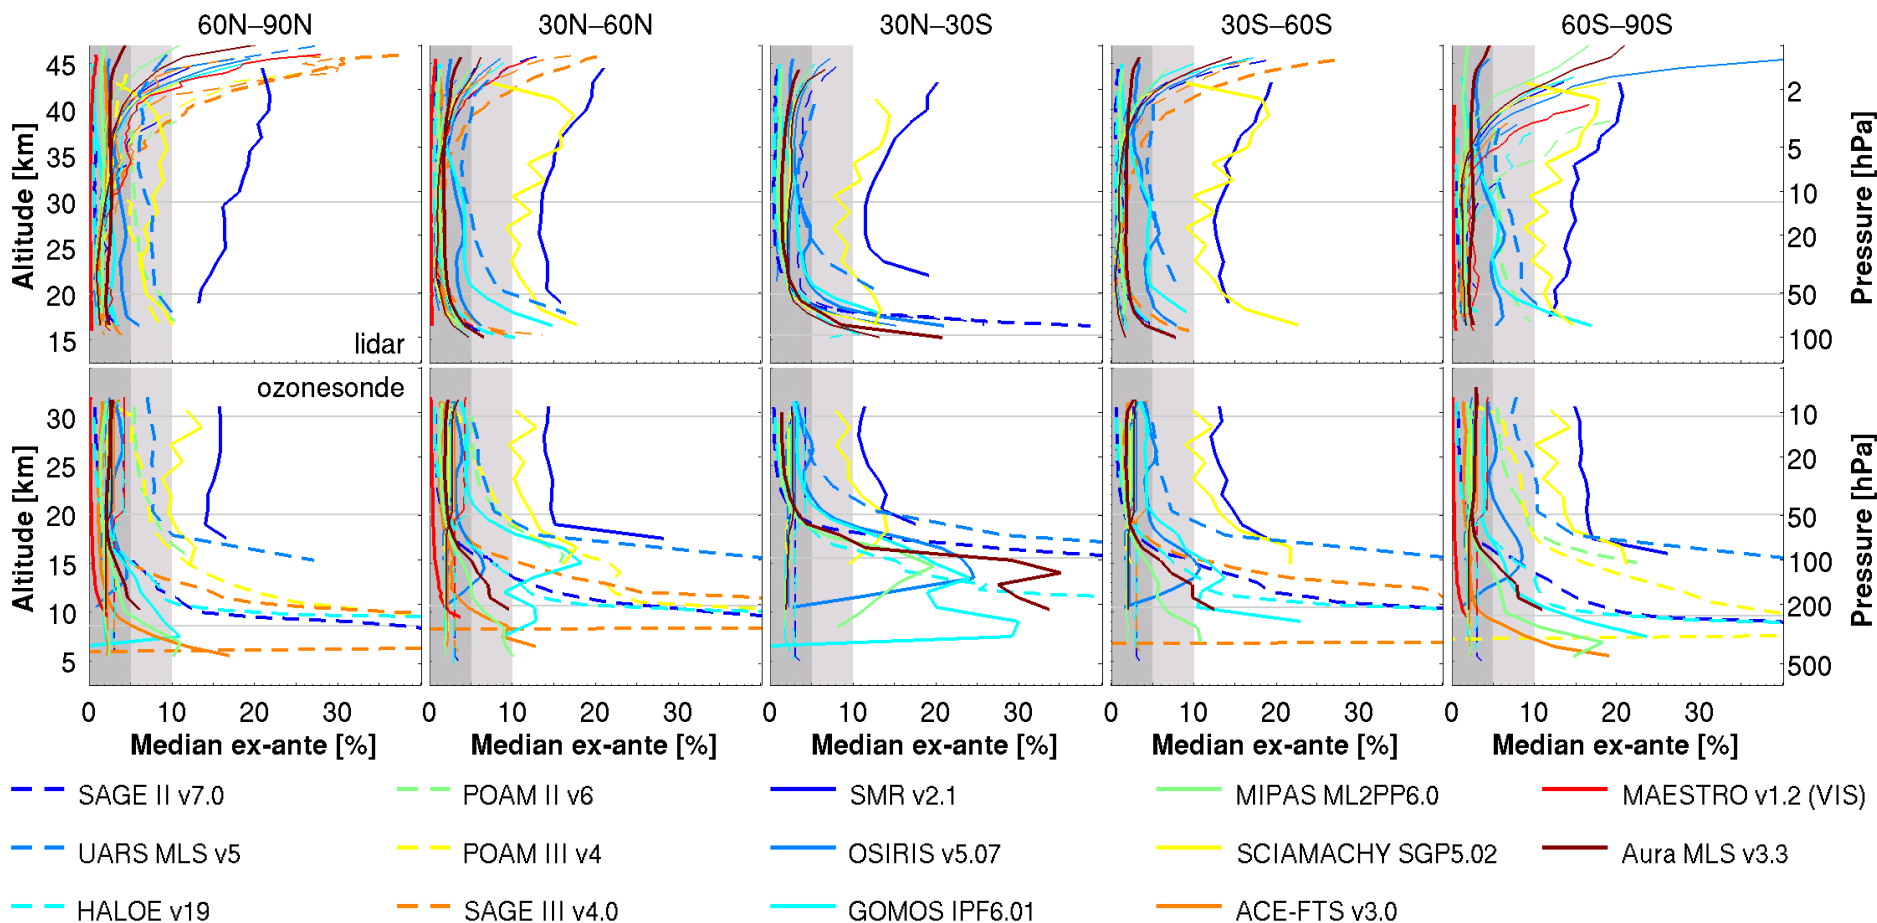 60N–90N 30N–60N 30N–30S 30S–60S 60S–90S
Altitude [km]
45
40
35
30
25
20
15
lidar
2
5
10
20
50
100
Pressure [hPa]
Altitude [km]
30
25
20
15
10
5
ozonesonde
10
20
50
100
200
500
Pressure [hPa]
0 10 20 30 0 10 20 30 0 10 20 30 0 10 20 30 0 10 20 30
Median ex-ante [%] Median ex-ante [%] Median ex-ante [%] Median ex-ante [%] Median ex-ante [%]
SAGE II v7.0 POAM II v6 SMR v2.1 MIPAS ML2PP6.0 MAESTRO v1.2 (VIS)
UARS MLS v5 POAM III v4 OSIRIS v5.07 SCIAMACHY SGP5.02 Aura MLS v3.3
HALOE v19 SAGE III v4.0 GOMOS IPF6.01 ACE-FTS v3.0